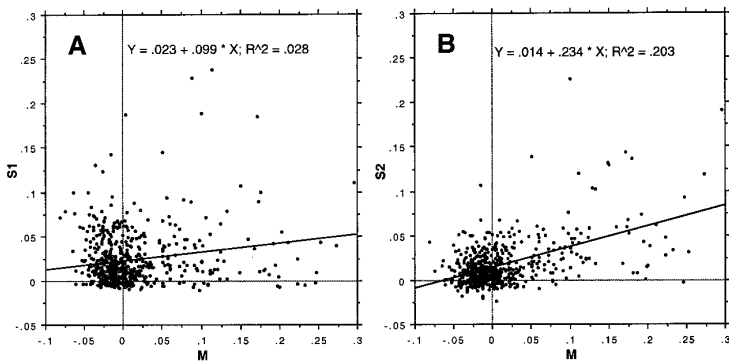 A
Y = .023 + .099 * X; R^2 = .028
.3
.25
.2
.15
.1
.05
0
-.05
S1
-.1 -.05 0 .05 .1 .15 .2 .25 .3
M
B
Y = .014 + .234 * X; R^2 = .203
.3
.25
.2
.15
.1
.05
0
-.05
S2
-.1 -.05 0 .05 .1 .15 .2 .25 .3
M